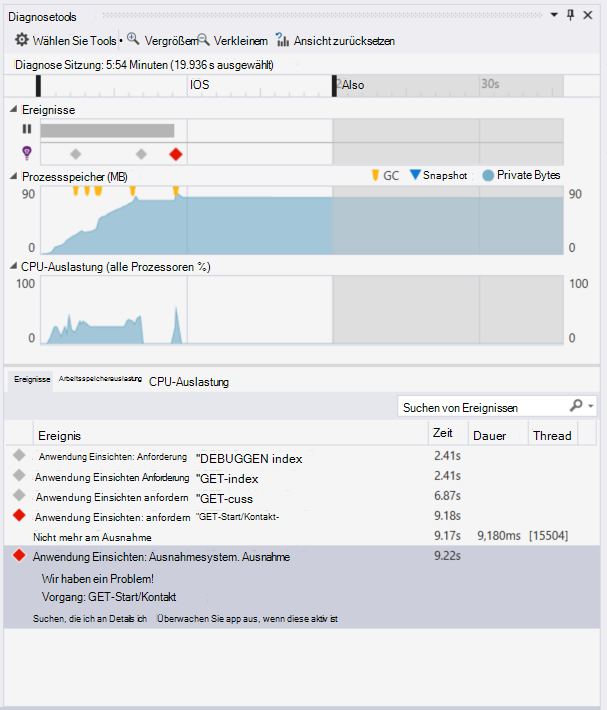 Diagnosetools
Wählen Sie Tools Vergrößern Verkleinern Ansicht zurücksetzen
Diagnose Sitzung: 5:54 Minuten (19.936 s ausgewählt)
IOS Also 30s
Ereignisse
Prozessspeicher (MB) GC Snapshot Private Bytes
90 90
0 0
CPU-Auslastung (alle Prozessoren %)
100 100
0 0
Ereignisse Arbeitsspeicherauslastung CPU-Auslastung
Suchen von Ereignissen
Ereignis Zeit Dauer Thread
Anwendung Einsichten: Anforderung "DEBUGGEN index 2.41s
Anwendung Einsichten Anforderung "GET-index 2.41s
Anwendung Einsichten anfordern "GET-cuss 6.87s
Anwendung Einsichten: anfordern "GET-Start/Kontakt- 9.18s
Nicht mehr am Ausnahme 9.17s 9,180ms [15504]
Anwendung Einsichten: Ausnahmesystem. Ausnahme 9.22s
Wir haben ein Problem!
Vorgang: GET-Start/Kontakt
Suchen, die ich an Details ich Überwachen Sie app aus, wenn diese aktiv ist